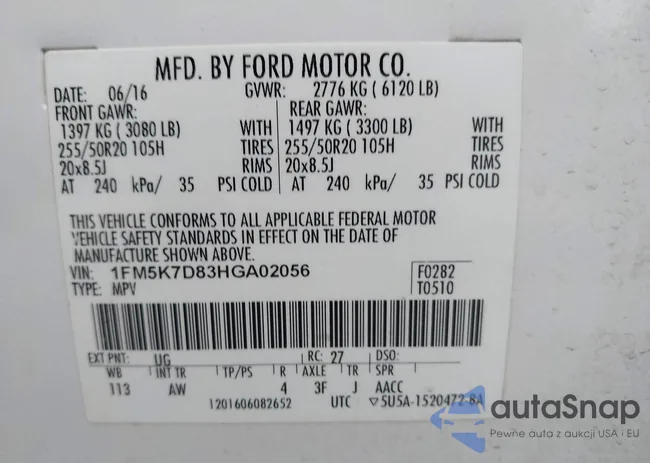 MFD. BY FORD MOTOR CO.
DATE: 06/16 GVWR: 2776 KG ( 6120 LB)
FRONT GAWR: REAR GAWR:
1397 KG ( 3080 LB) WITH 1497 KG ( 3300 LB) WITH
255/50R20 105H TIRES 255/50R20 105H TIRES
20x8.5J RIMS 20x8.5J RIMS
AT 240 kPa/ 35 PSI COLD AT 240 kPa/ 35 PSI COLD
THIS VEHICLE CONFORMS TO ALL APPLICABLE FEDERAL MOTOR
VEHICLE SAFETY STANDARDS IN EFFECT ON THE DATE OF
MANUFACTURE SHOWN ABOVE.
VIN: 1FM5K7D83HGA02056 F0282
TYPE: MPV T0510
EXT PNT: UG RC: 27 DSO:
WB INT TR TP/PS R AXLE TR SPR
113 AW 4 3F J AACC
1201606082652 UTC ▽5U5A-1520472-BA
autaSnap
Pewne auta z aukcji USA i EU